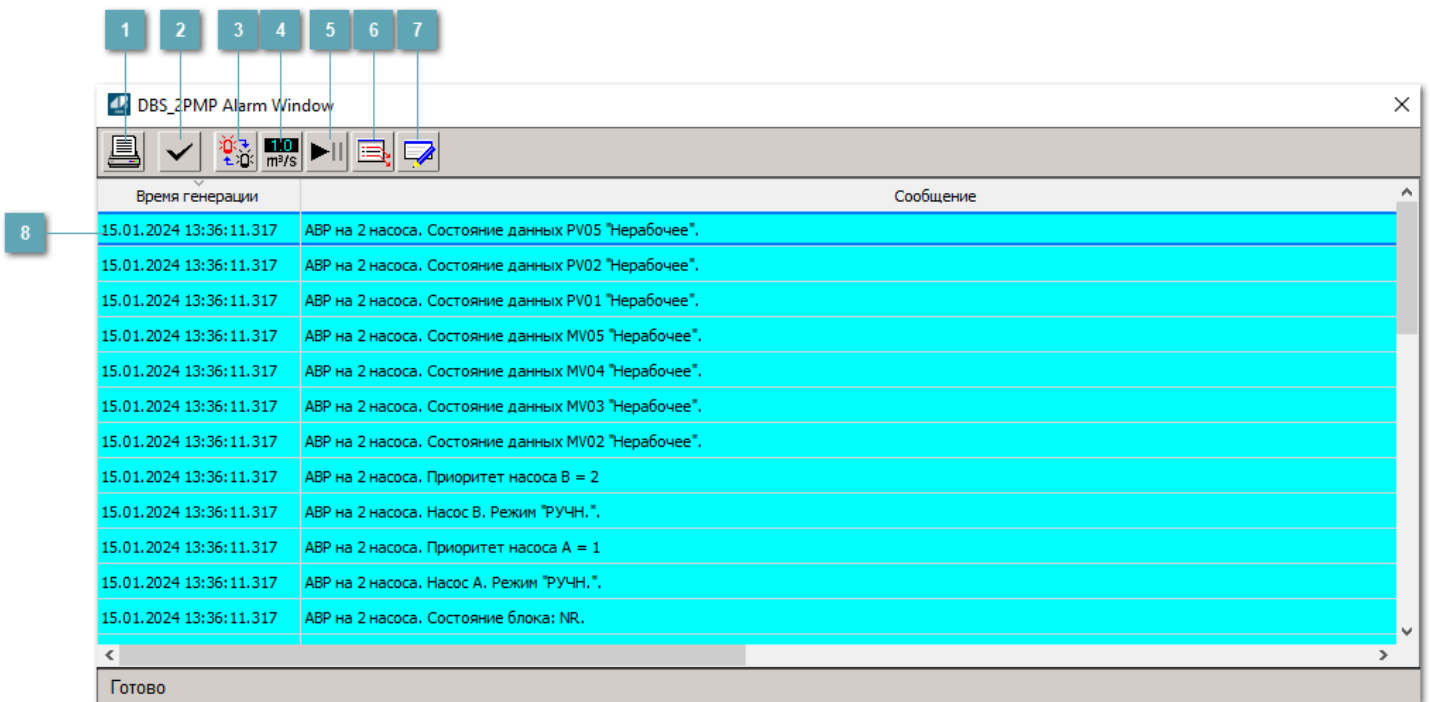 1 2 3 4 5 6 7
DBS_2PMP Alarm Window
1.0
m³/s
Время генерации Сообщение
8
15.01.2024 13:36:11.317 АВР на 2 насоса. Состояние данных PV05 "Нерабочее".
15.01.2024 13:36:11.317 АВР на 2 насоса. Состояние данных PV02 "Нерабочее".
15.01.2024 13:36:11.317 АВР на 2 насоса. Состояние данных PV01 "Нерабочее".
15.01.2024 13:36:11.317 АВР на 2 насоса. Состояние данных MV05 "Нерабочее".
15.01.2024 13:36:11.317 АВР на 2 насоса. Состояние данных MV04 "Нерабочее".
15.01.2024 13:36:11.317 АВР на 2 насоса. Состояние данных MV03 "Нерабочее".
15.01.2024 13:36:11.317 АВР на 2 насоса. Состояние данных MV02 "Нерабочее".
15.01.2024 13:36:11.317 АВР на 2 насоса. Приоритет насоса B = 2
15.01.2024 13:36:11.317 АВР на 2 насоса. Насос B. Режим "РУЧН.".
15.01.2024 13:36:11.317 АВР на 2 насоса. Приоритет насоса A = 1
15.01.2024 13:36:11.317 АВР на 2 насоса. Насос A. Режим "РУЧН.".
15.01.2024 13:36:11.317 АВР на 2 насоса. Состояние блока: NR.
Готово